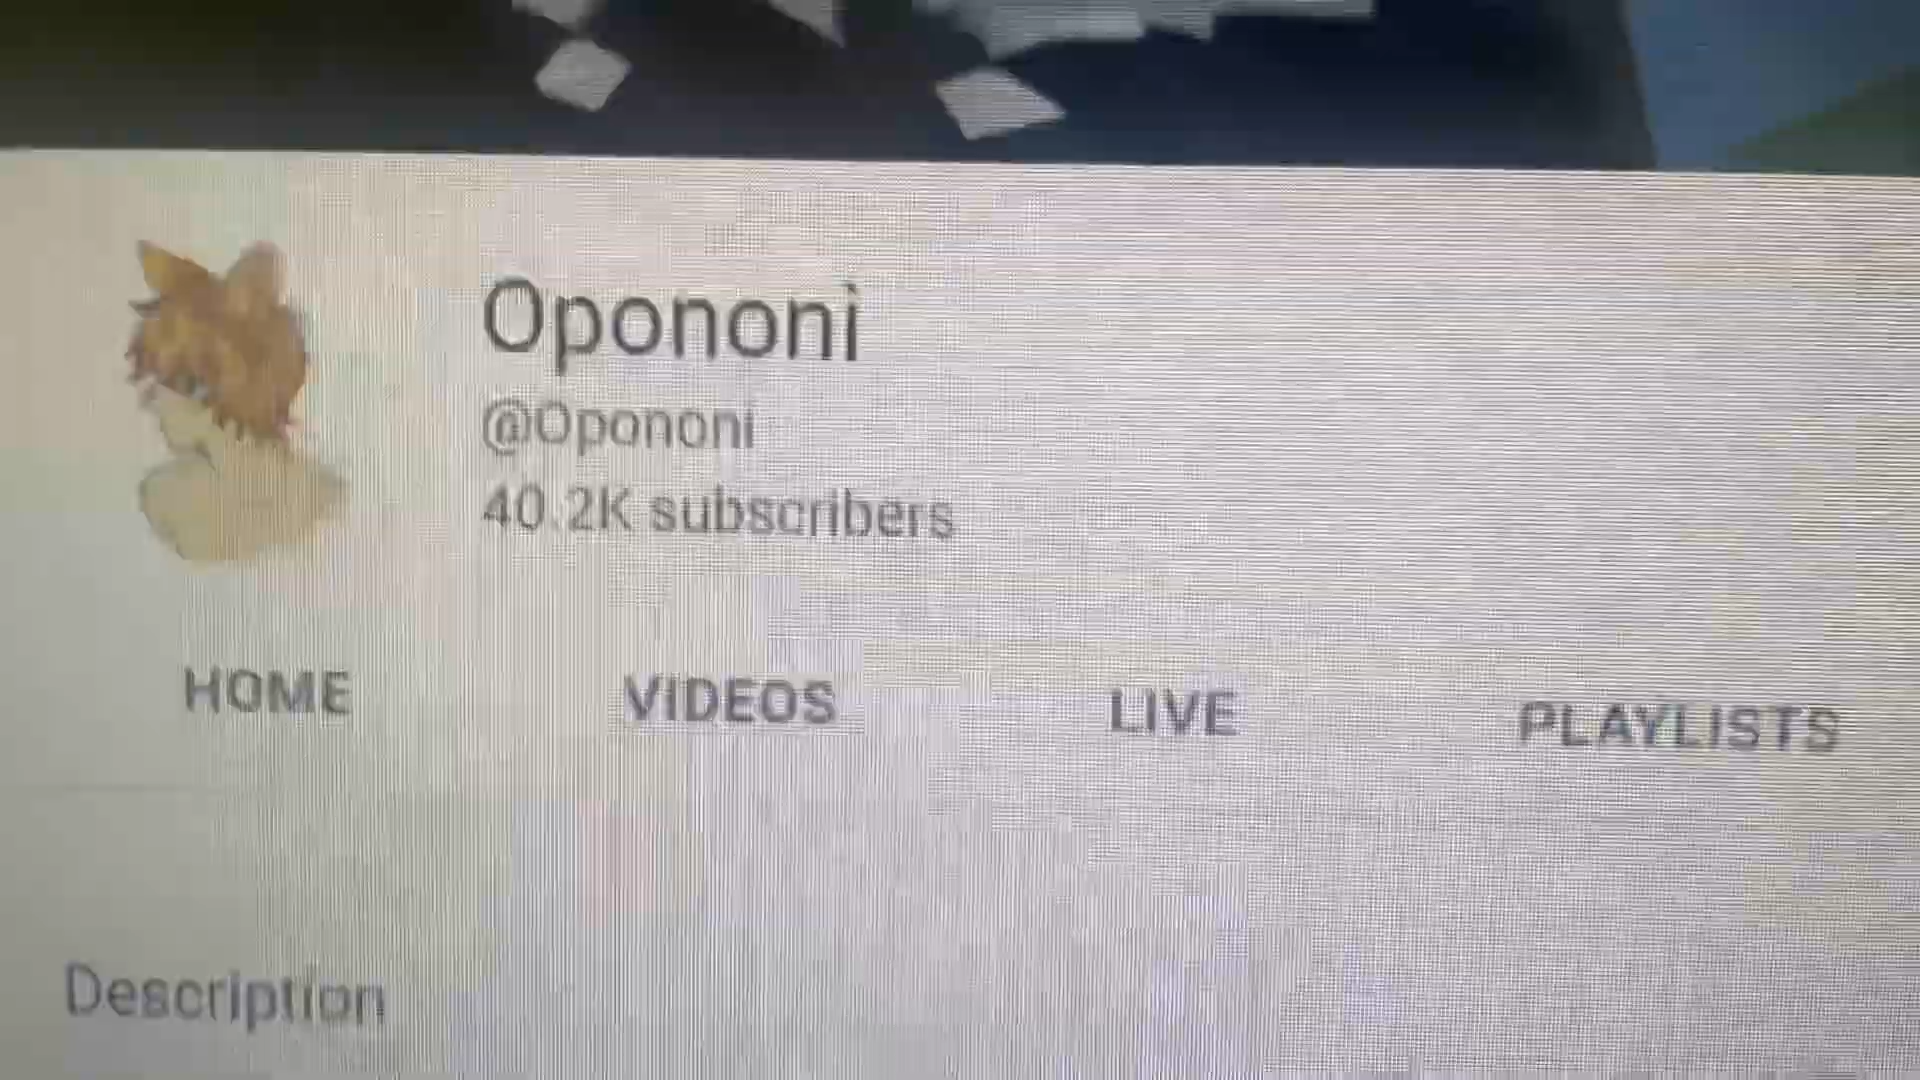 Opononi
@Opononi
40.2K subscribers
HOME VIDEOS LIVE PLAYLISTS
Description